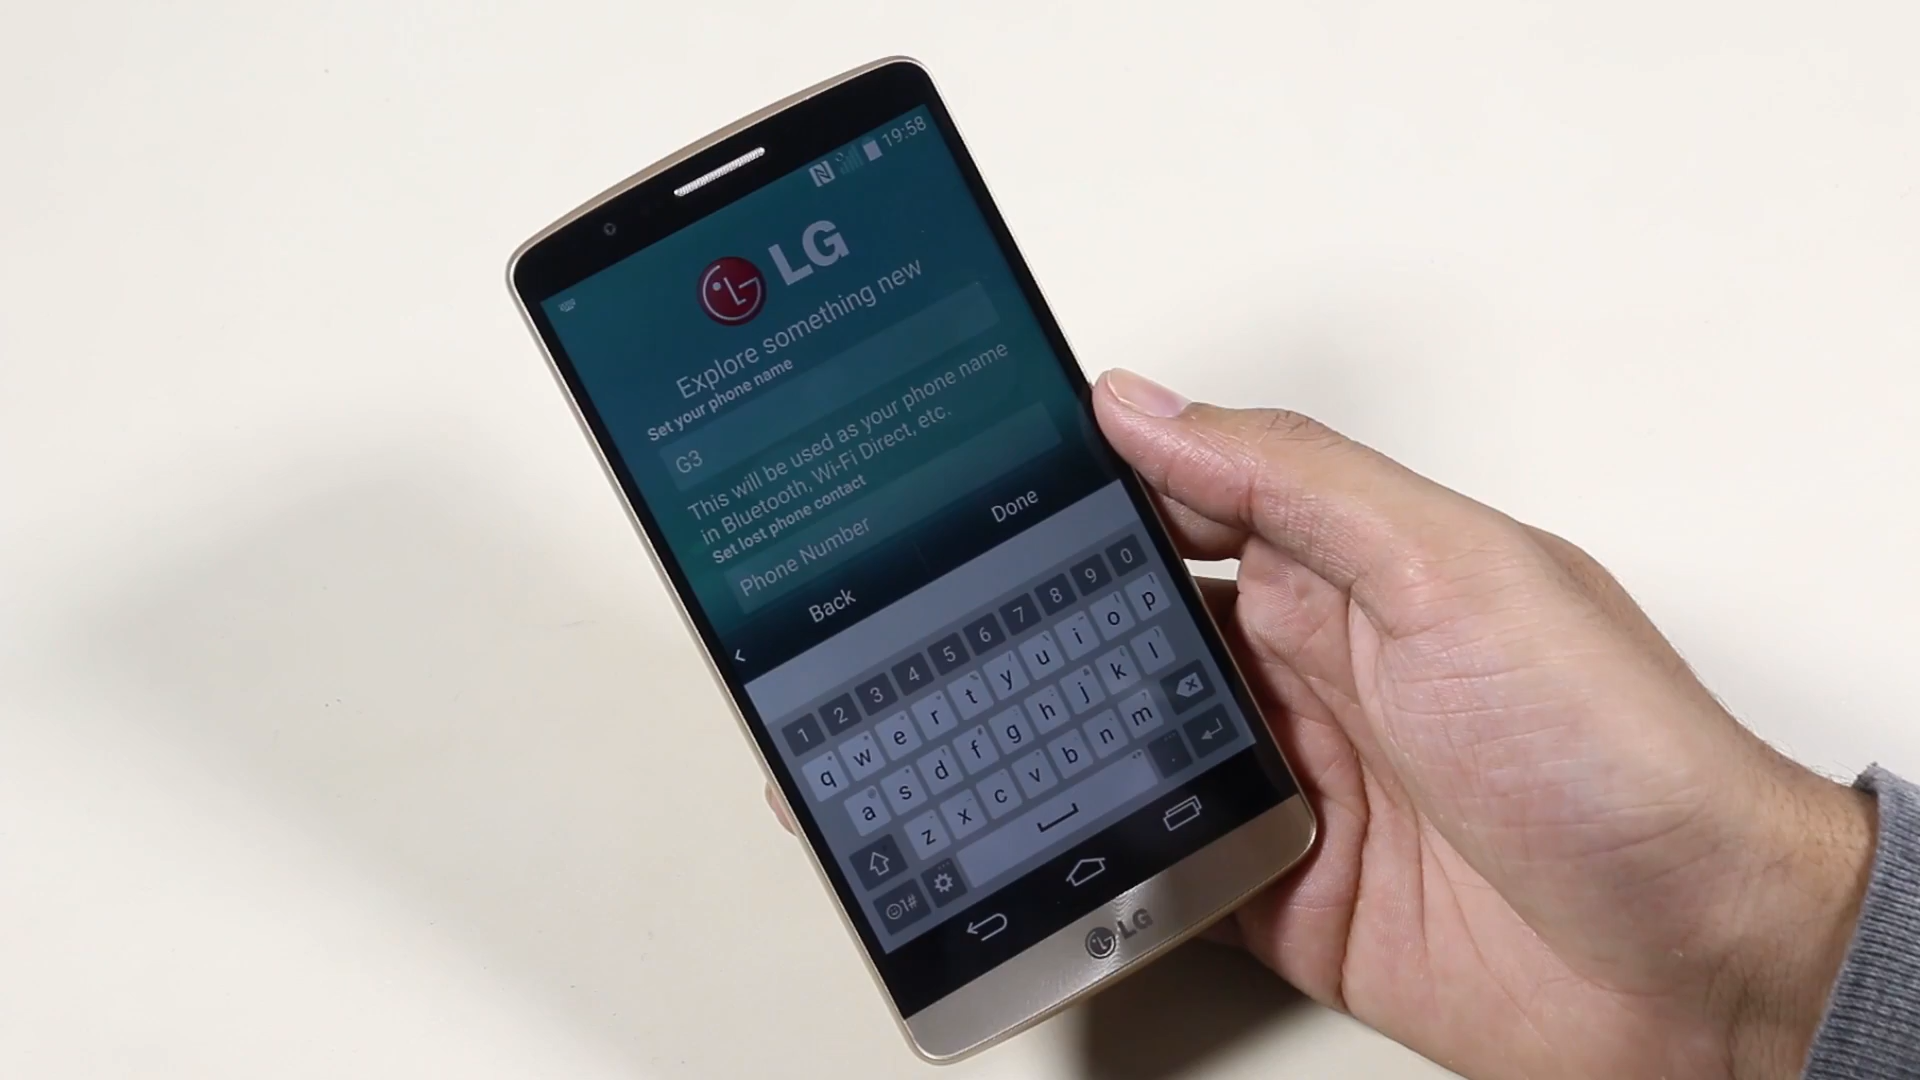 19:58
LG
Explore something new
Set your phone name
G3
This will be used as your phone name
in Bluetooth, Wi-Fi Direct, etc.
Set lost phone contact
Phone Number
Back Done
1 2 3 4 5 6 7 8 9 0
q w e r t y u i o p
a s d f g h j k l
z x c v b n m
☺1# .
LG